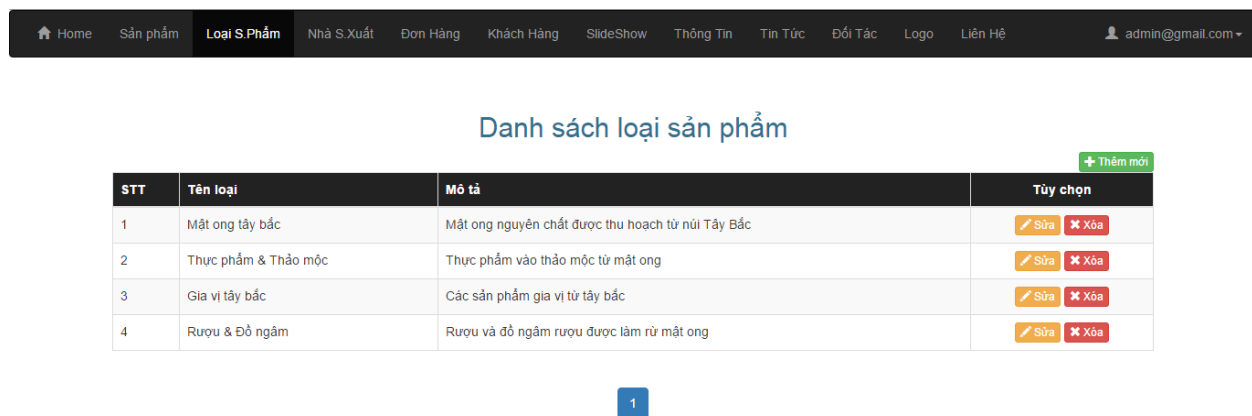 Home Sản phẩm Loại S.Phẩm Nhà S.Xuất Đơn Hàng Khách Hàng SlideShow Thông Tin Tin Tức Đối Tác Logo Liên Hệ admin@gmail.com
Danh sách loại sản phẩm
Thêm mới
STT Tên loại Mô tả Tùy chọn
1 Mật ong tây bắc Mật ong nguyên chất được thu hoạch từ núi Tây Bắc Sửa Xóa
2 Thực phẩm & Thảo mộc Thực phẩm vào thảo mộc từ mật ong Sửa Xóa
3 Gia vị tây bắc Các sản phẩm gia vị từ tây bắc Sửa Xóa
4 Rượu & Đồ ngâm Rượu và đồ ngâm rượu được làm rừ mật ong Sửa Xóa
1